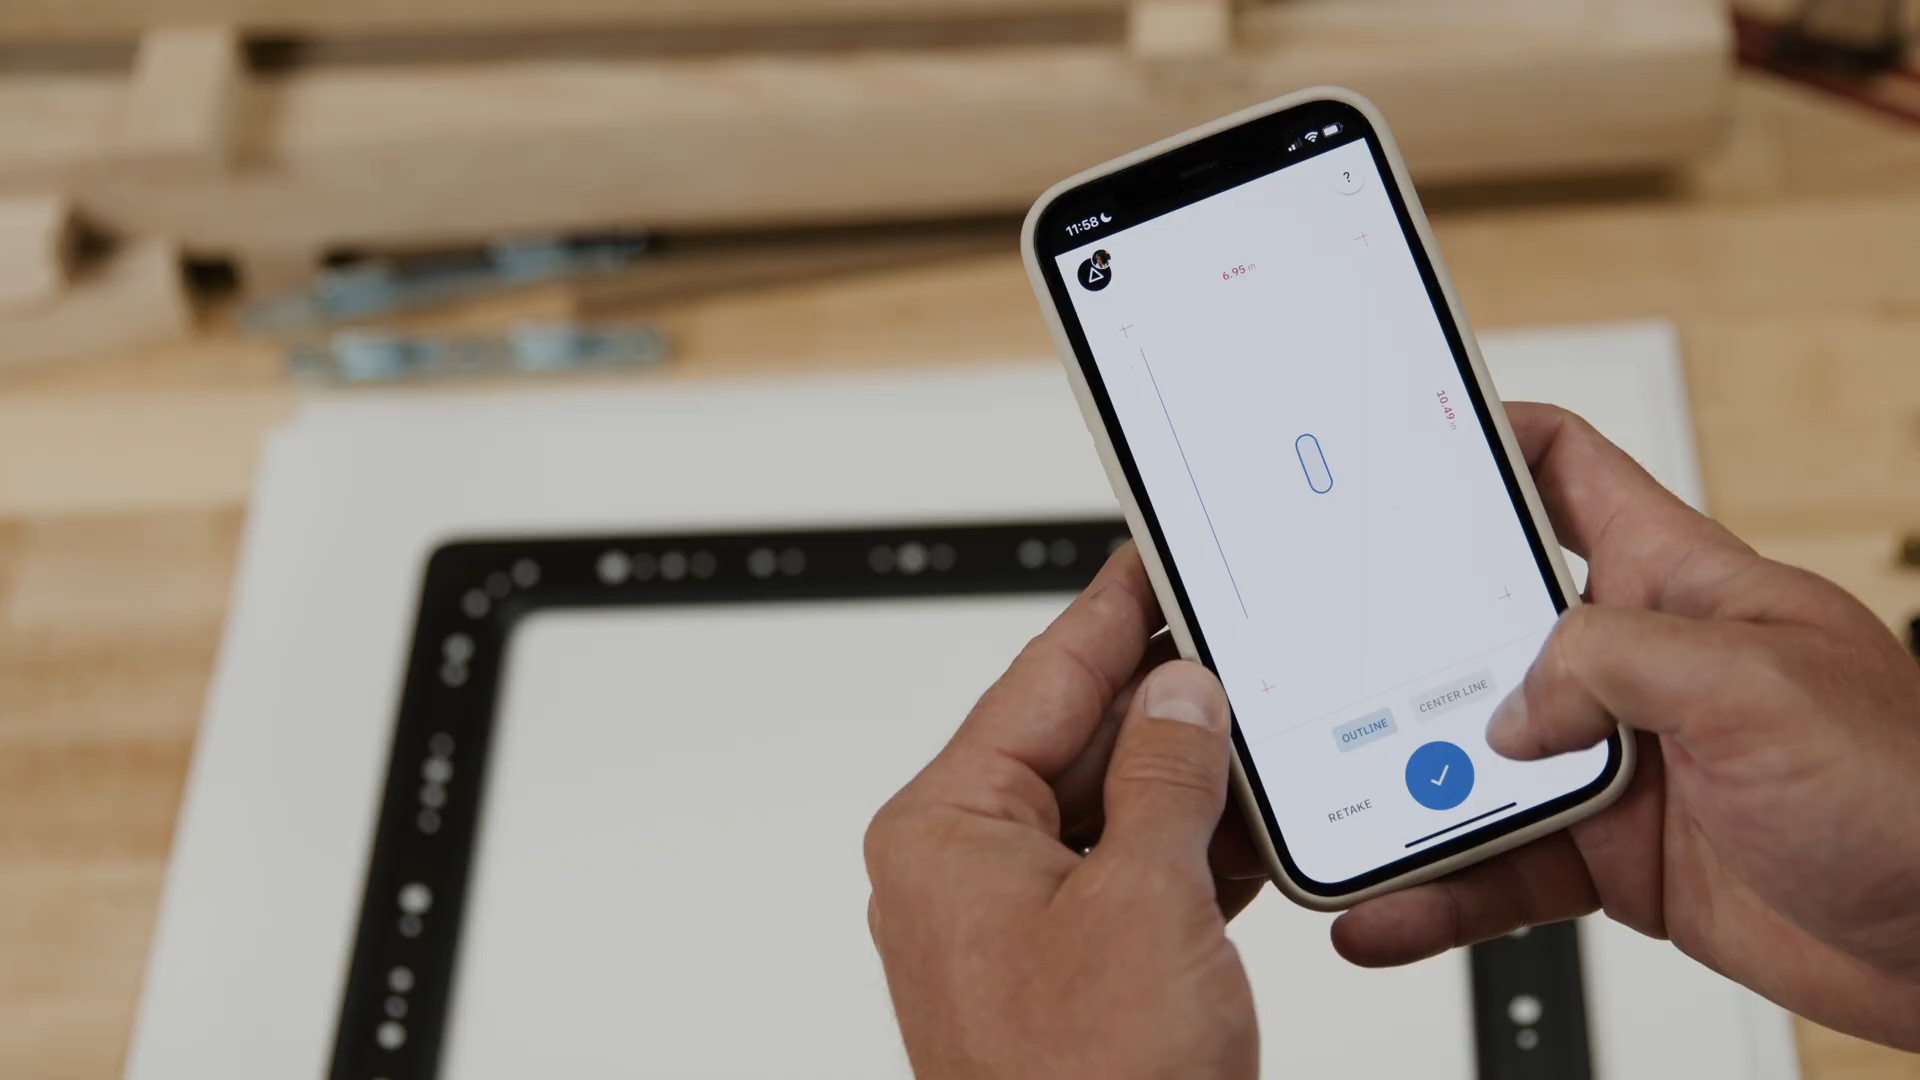 11:58
?
6.95 in
10.49 in
OUTLINE
CENTER LINE
RETAKE